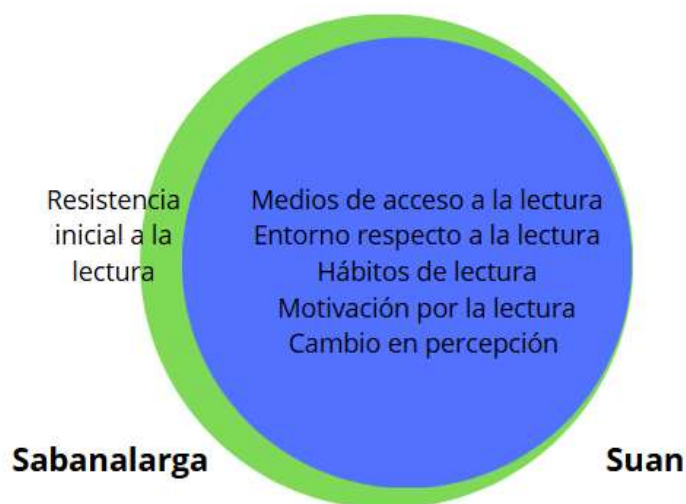 Resistencia
inicial a la
lectura
Medios de acceso a la lectura
Entorno respecto a la lectura
Hábitos de lectura
Motivación por la lectura
Cambio en percepción
Sabanalarga
Suan